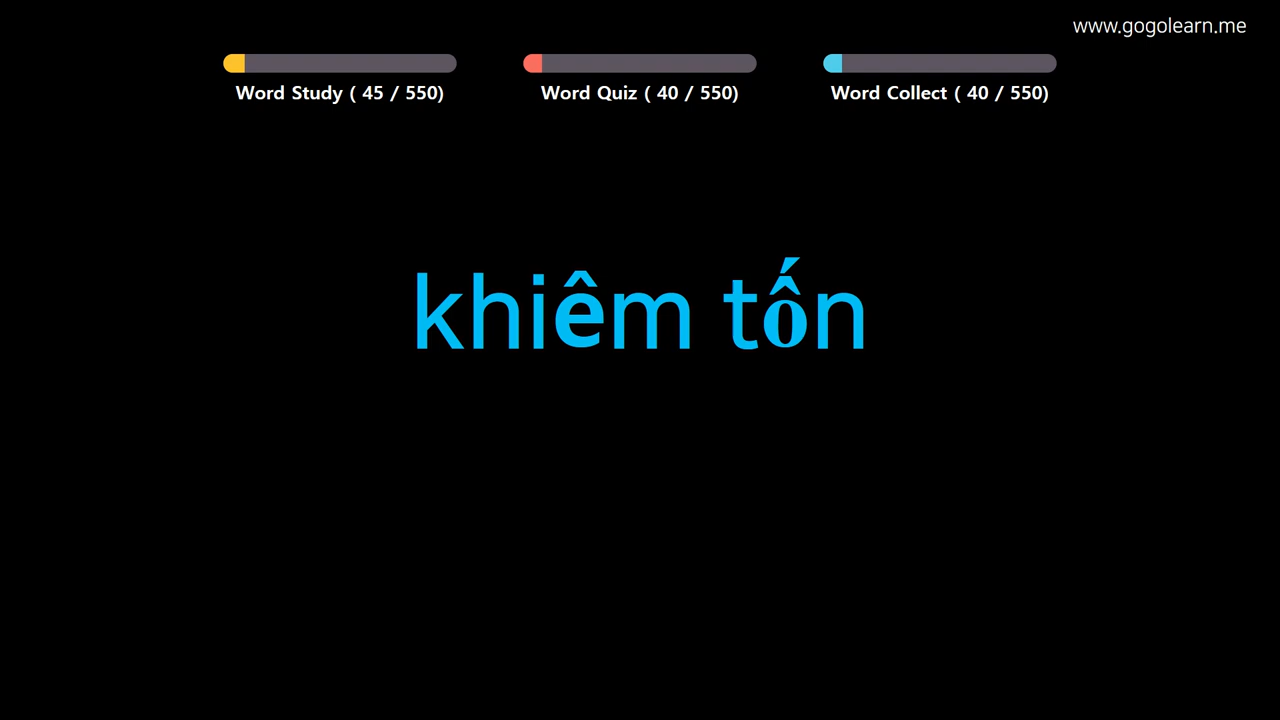 www.gogolearn.me
Word Study ( 45 / 550)
Word Quiz ( 40 / 550)
Word Collect ( 40 / 550)
khiêm tốn